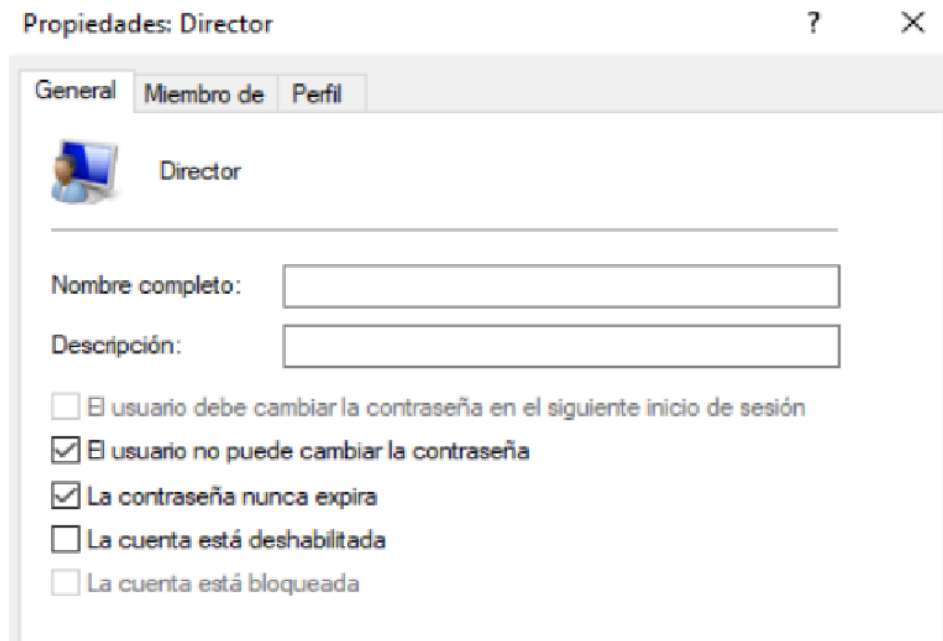 Propiedades: Director ? ×
General Miembro de Perfil
Director
Nombre completo:
Descripción:
El usuario debe cambiar la contraseña en el siguiente inicio de sesión
El usuario no puede cambiar la contraseña
La contraseña nunca expira
La cuenta está deshabilitada
La cuenta está bloqueada